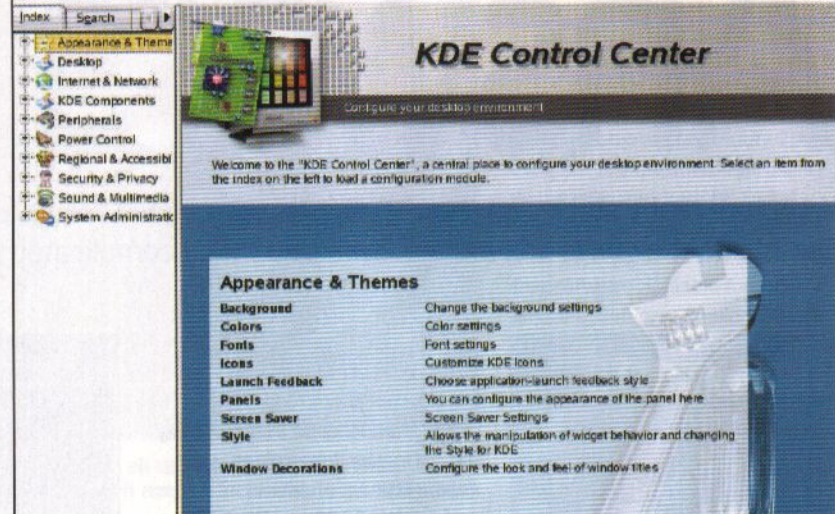 Index Search
Appearance & Theme
Desktop
Internet & Network
KDE Components
Peripherals
Power Control
Regional & Accessibi
Security & Privacy
Sound & Multimedia
System Administratic
KDE Control Center
Configure your desktop environment
Welcome to the "KDE Control Center", a central place to configure your desktop environment. Select an item from
the index on the left to load a configuration module.
Appearance & Themes
Background Change the background settings
Colors Color settings
Fonts Font settings
Icons Customize KDE Icons
Launch Feedback Choose application-launch feedback style
Panels You can configure the appearance of the panel here
Screen Saver Screen Saver Settings
Style Allows the manipulation of widget behavior and changing
the Style for KDE
Window Decorations Configure the look and feel of window titles